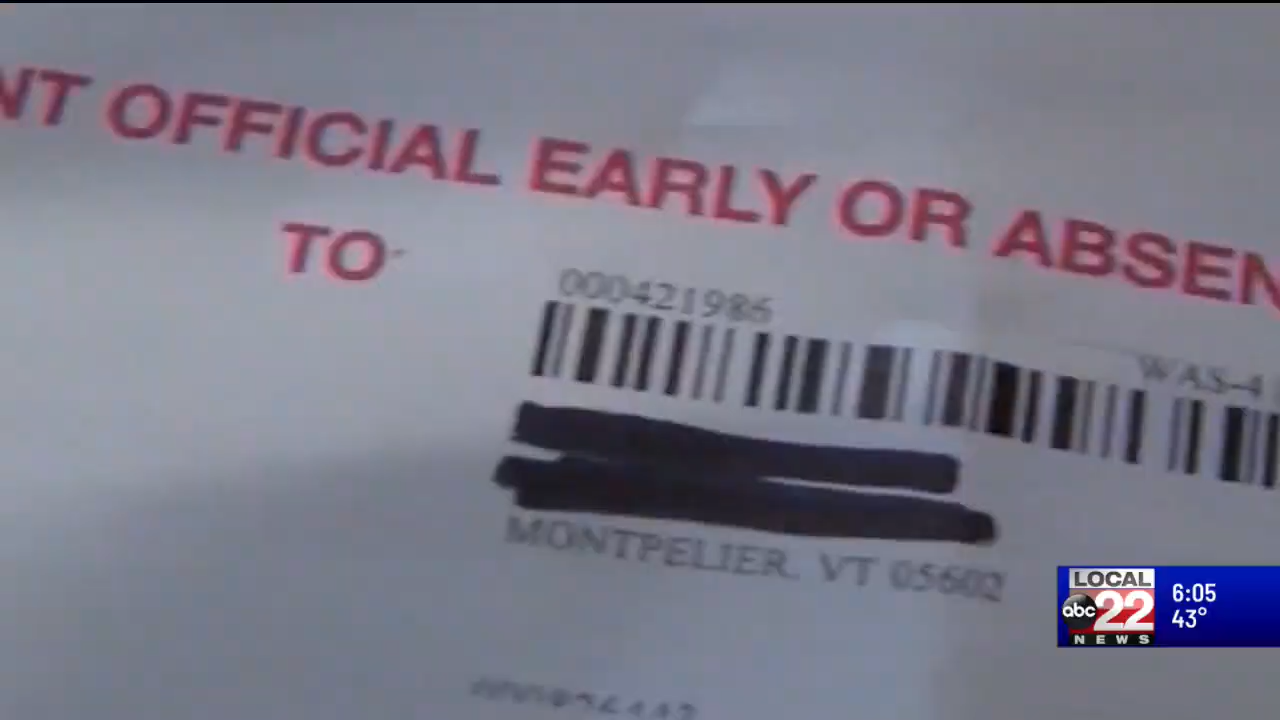 NT OFFICIAL EARLY OR ABSEN
TO
000421986
WAS-4
MONTPELIER, VT 05602
LOCAL
abc 22
NEWS
6:05
43°